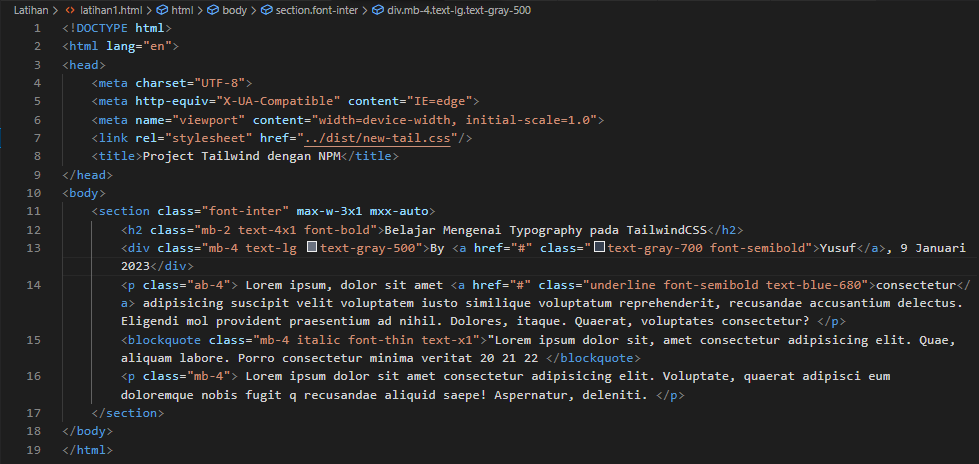 Latihan > latihan1.html > html > body > section.font-inter > div.mb-4.text-lg.text-gray-500
1 <!DOCTYPE html>
2 <html lang="en">
3 <head>
4 <meta charset="UTF-8">
5 <meta http-equiv="X-UA-Compatible" content="IE=edge">
6 <meta name="viewport" content="width=device-width, initial-scale=1.0">
7 <link rel="stylesheet" href="../dist/new-tail.css"/>
8 <title>Project Tailwind dengan NPM</title>
9 </head>
10 <body>
11 <section class="font-inter" max-w-3x1 mxx-auto>
12 <h2 class="mb-2 text-4x1 font-bold">Belajar Mengenai Typography pada TailwindCSS</h2>
13 <div class="mb-4 text-lg text-gray-500">By <a href="#" class="text-gray-700 font-semibold">Yusuf</a>, 9 Januari
2023</div>
14 <p class="ab-4"> Lorem ipsum, dolor sit amet <a href="#" class="underline font-semibold text-blue-680">consectetur</
a> adipisicing suscipit velit voluptatem iusto similique voluptatum reprehenderit, recusandae accusantium delectus.
Eligendi mol provident praesentium ad nihil. Dolores, itaque. Quaerat, voluptates consectetur? </p>
15 <blockquote class="mb-4 italic font-thin text-x1">"Lorem ipsum dolor sit, amet consectetur adipisicing elit. Quae,
aliquam labore. Porro consectetur minima veritat 20 21 22 </blockquote>
16 <p class="mb-4"> Lorem ipsum dolor sit amet consectetur adipisicing elit. Voluptate, quaerat adipisci eum
doloremque nobis fugit q recusandae aliquid saepe! Aspernatur, deleniti. </p>
17 </section>
18 </body>
19 </html>